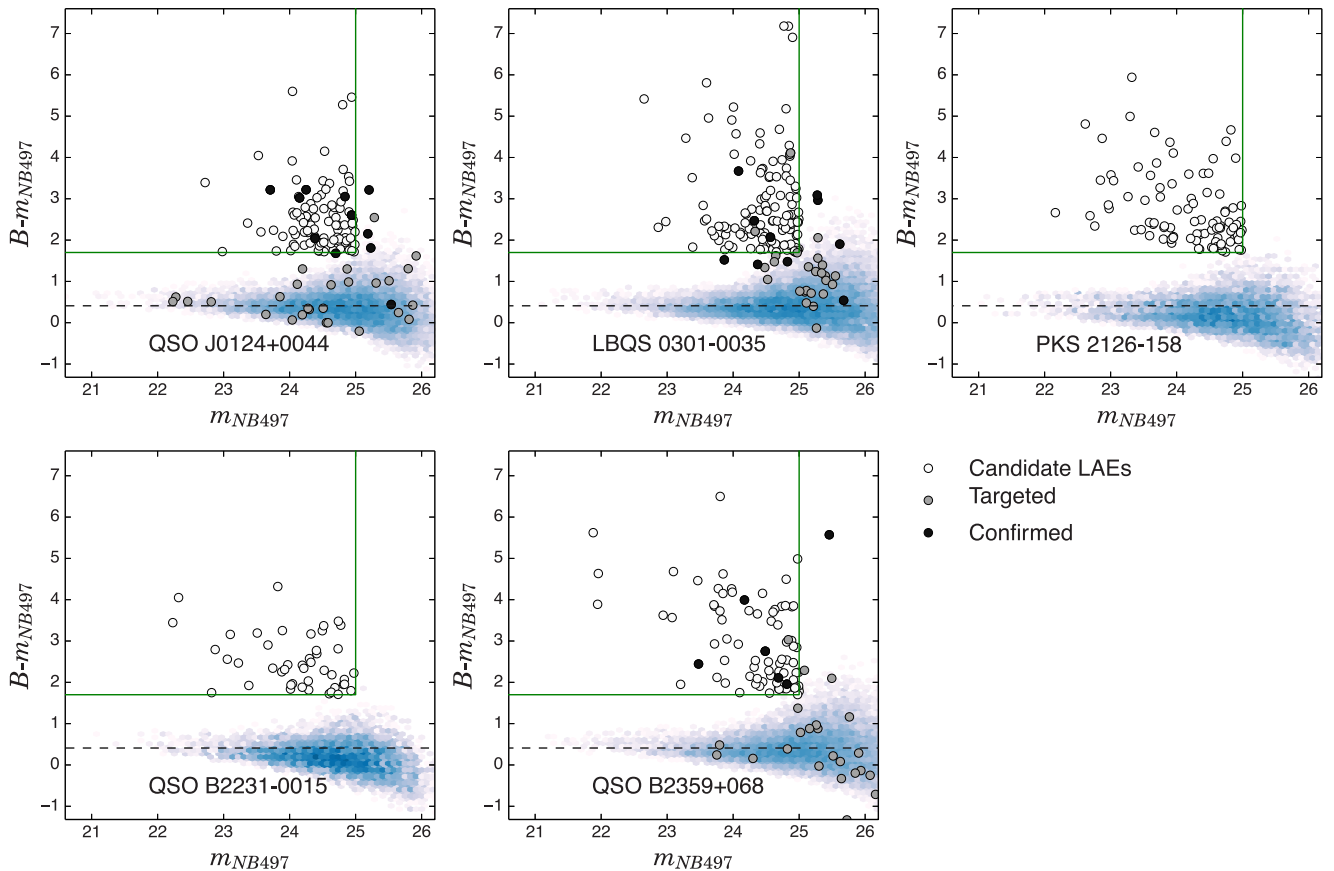 7
6
5
4
3
2
1
0
−1
B-m_NB497
QSO J0124+0044
21 22 23 24 25 26
m_NB497
7
6
5
4
3
2
1
0
−1
B-m_NB497
LBQS 0301-0035
21 22 23 24 25 26
m_NB497
7
6
5
4
3
2
1
0
−1
B-m_NB497
PKS 2126-158
21 22 23 24 25 26
m_NB497
7
6
5
4
3
2
1
0
−1
B-m_NB497
QSO B2231-0015
21 22 23 24 25 26
m_NB497
7
6
5
4
3
2
1
0
−1
B-m_NB497
QSO B2359+068
21 22 23 24 25 26
m_NB497
Candidate LAEs
Targeted
Confirmed